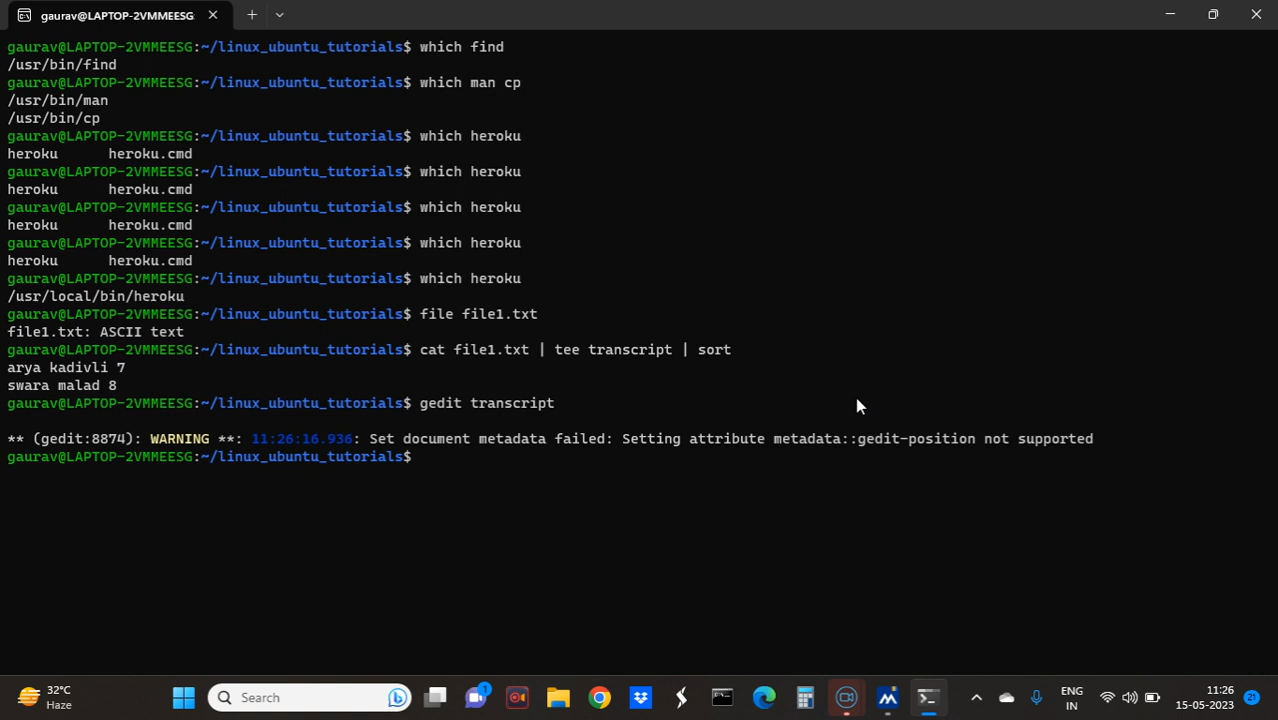 gaurav@LAPTOP-2VMMEESG:
gaurav@LAPTOP-2VMMEESG:~/linux_ubuntu_tutorials$ which find
/usr/bin/find
gaurav@LAPTOP-2VMMEESG:~/linux_ubuntu_tutorials$ which man cp
/usr/bin/man
/usr/bin/cp
gaurav@LAPTOP-2VMMEESG:~/linux_ubuntu_tutorials$ which heroku
heroku      heroku.cmd
gaurav@LAPTOP-2VMMEESG:~/linux_ubuntu_tutorials$ which heroku
heroku      heroku.cmd
gaurav@LAPTOP-2VMMEESG:~/linux_ubuntu_tutorials$ which heroku
heroku      heroku.cmd
gaurav@LAPTOP-2VMMEESG:~/linux_ubuntu_tutorials$ which heroku
heroku      heroku.cmd
gaurav@LAPTOP-2VMMEESG:~/linux_ubuntu_tutorials$ which heroku
/usr/local/bin/heroku
gaurav@LAPTOP-2VMMEESG:~/linux_ubuntu_tutorials$ file file1.txt
file1.txt: ASCII text
gaurav@LAPTOP-2VMMEESG:~/linux_ubuntu_tutorials$ cat file1.txt | tee transcript | sort
arya kadivli 7
swara malad 8
gaurav@LAPTOP-2VMMEESG:~/linux_ubuntu_tutorials$ gedit transcript
** (gedit:8874): WARNING **: 11:26:16.936: Set document metadata failed: Setting attribute metadata::gedit-position not supported
gaurav@LAPTOP-2VMMEESG:~/linux_ubuntu_tutorials$
32°C
Haze
Search
1
ENG
IN
11:26
15-05-2023
21